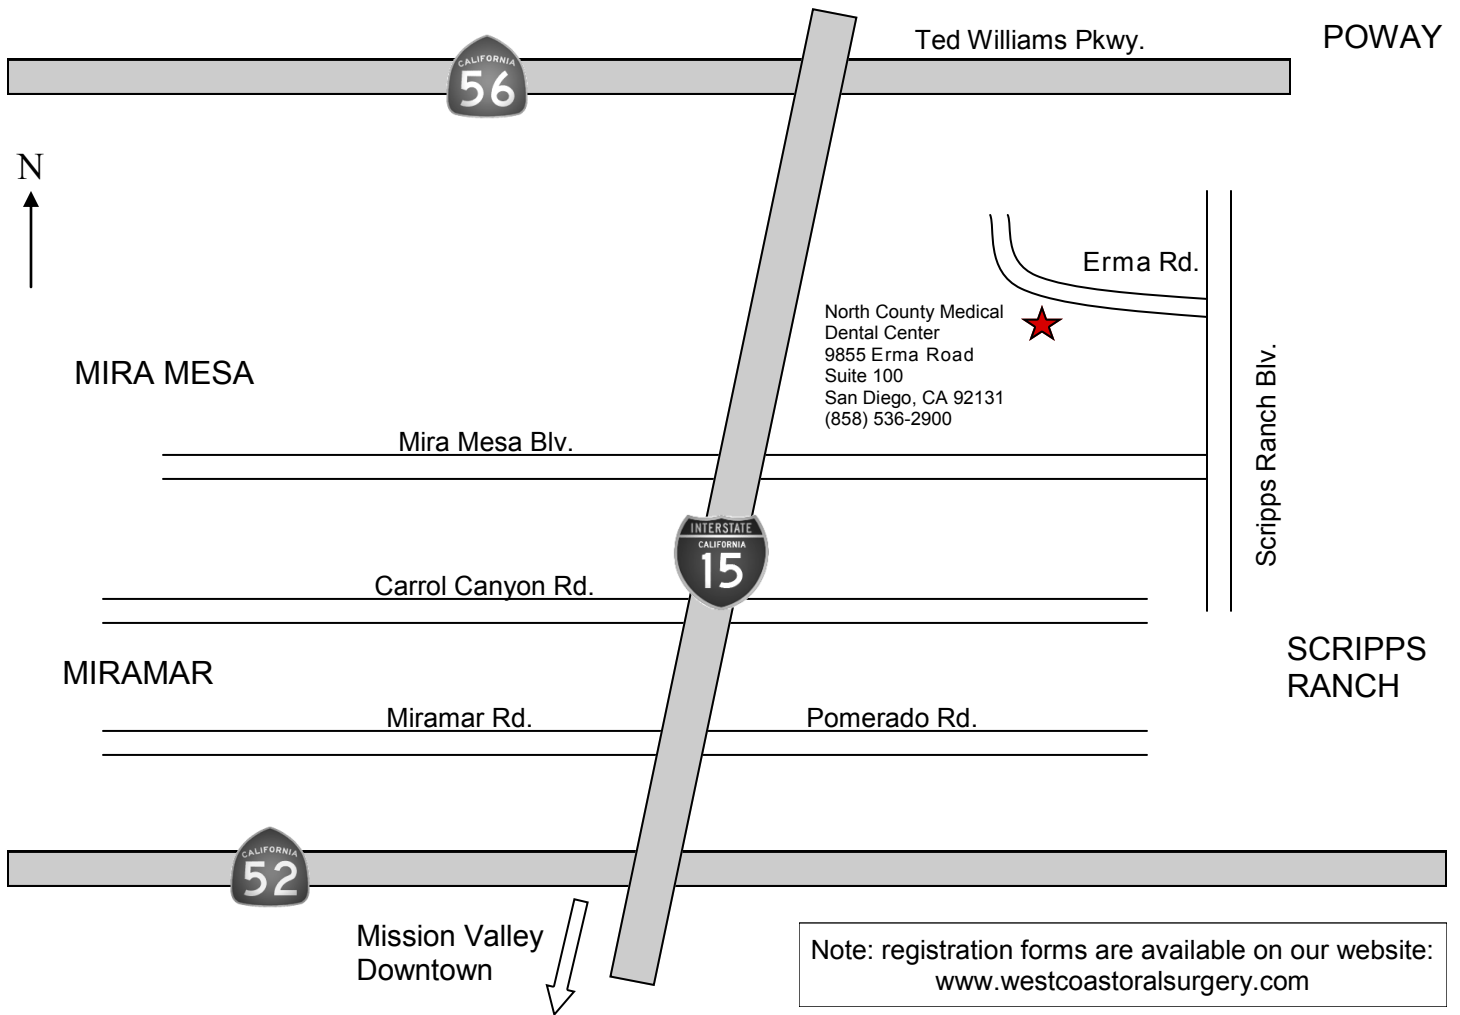 Ted Williams Pkwy.
POWAY
CALIFORNIA
56
N
Erma Rd.
North County Medical
Dental Center
9855 Erma Road
Suite 100
San Diego, CA 92131
(858) 536-2900
MIRA MESA
Scripps Ranch Blv.
Mira Mesa Blv.
INTERSTATE
CALIFORNIA
15
Carrol Canyon Rd.
SCRIPPS
RANCH
MIRAMAR
Miramar Rd.
Pomerado Rd.
CALIFORNIA
52
Mission Valley
Downtown
Note: registration forms are available on our website:
www.westcoastoralsurgery.com